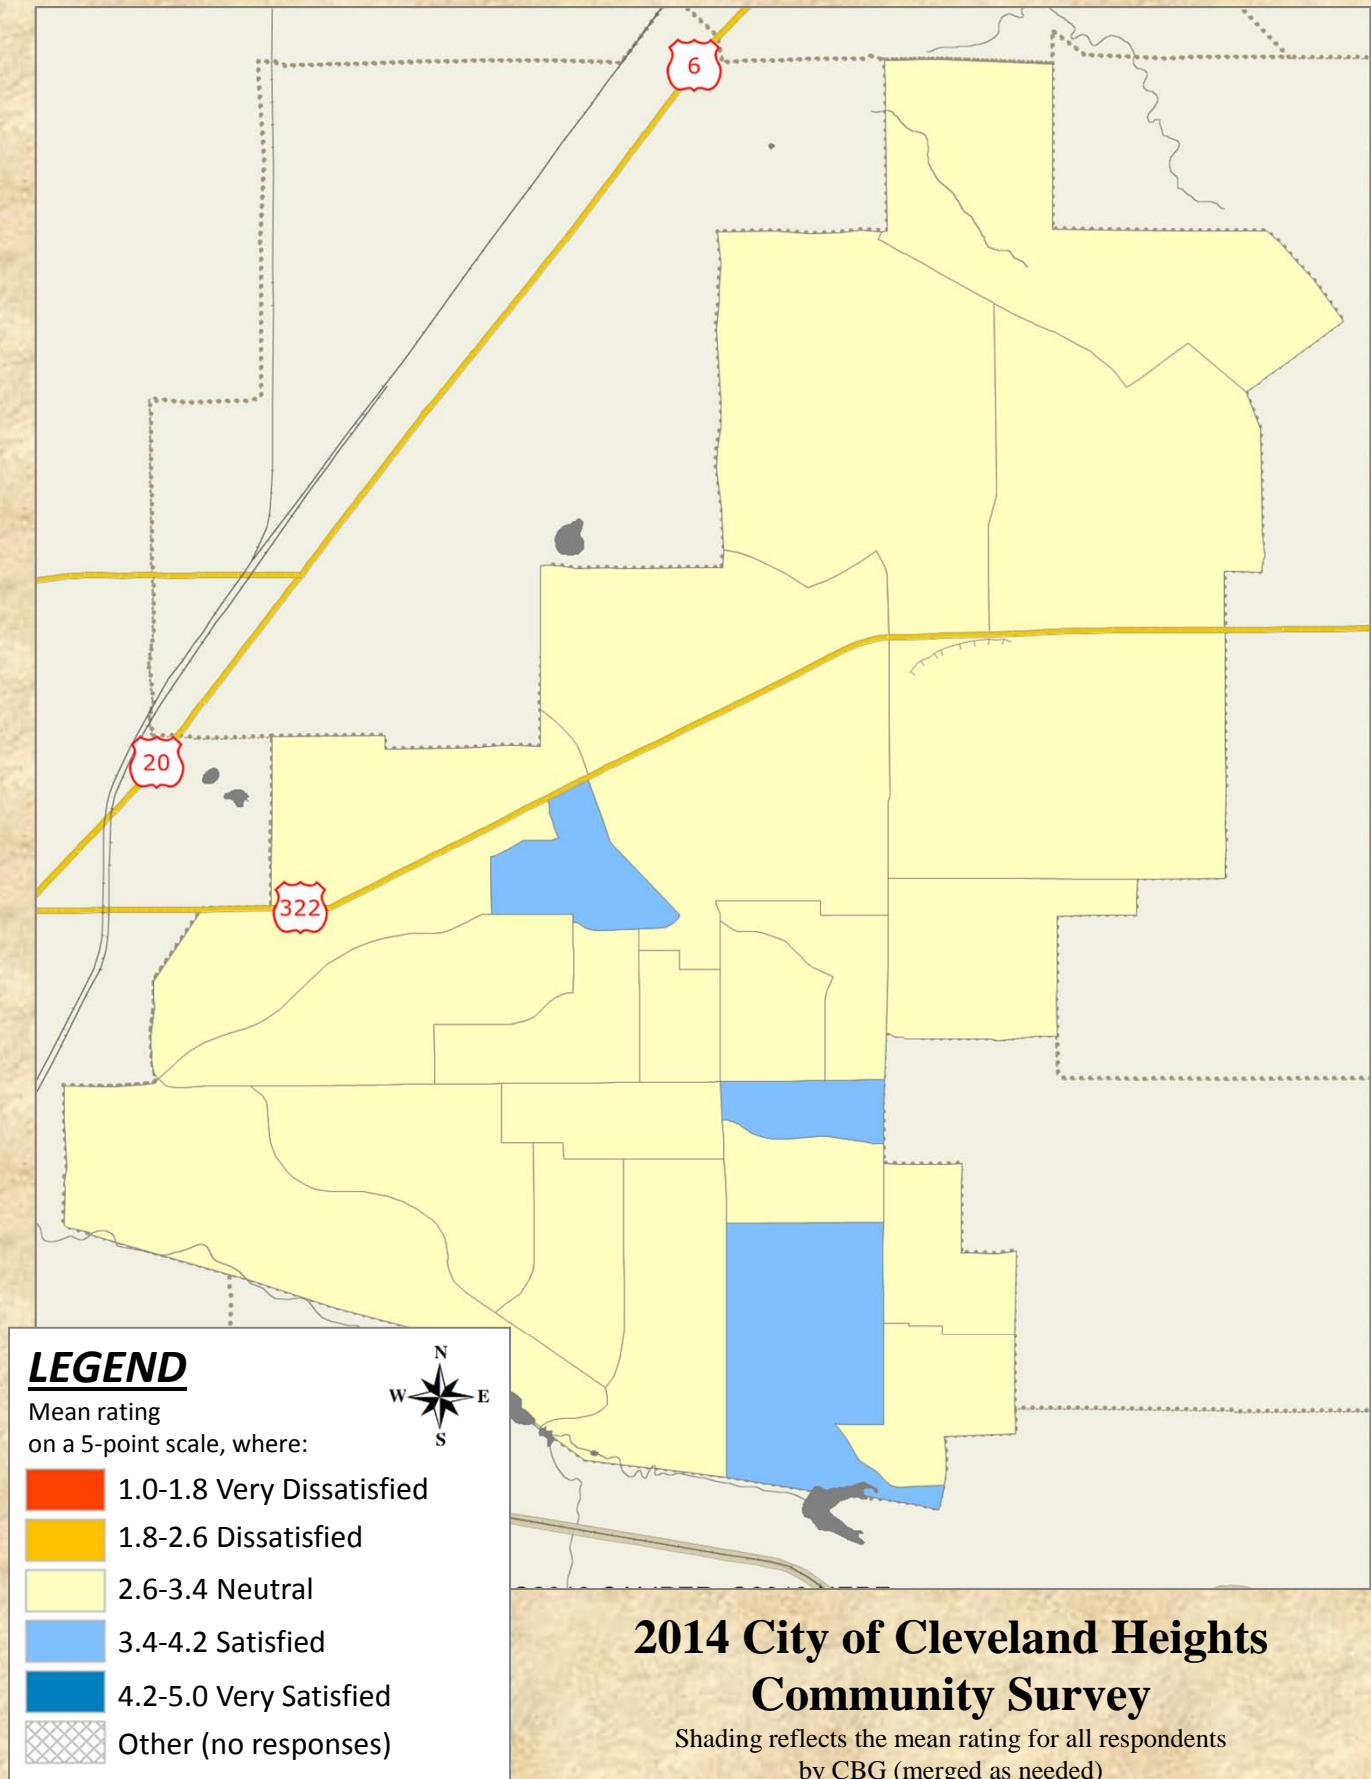 6
20
322
LEGEND
N
W E
S
Mean rating
on a 5-point scale, where:
1.0-1.8 Very Dissatisfied
1.8-2.6 Dissatisfied
2.6-3.4 Neutral
3.4-4.2 Satisfied
4.2-5.0 Very Satisfied
Other (no responses)
2014 City of Cleveland Heights
Community Survey
Shading reflects the mean rating for all respondents
by CBG (merged as needed)